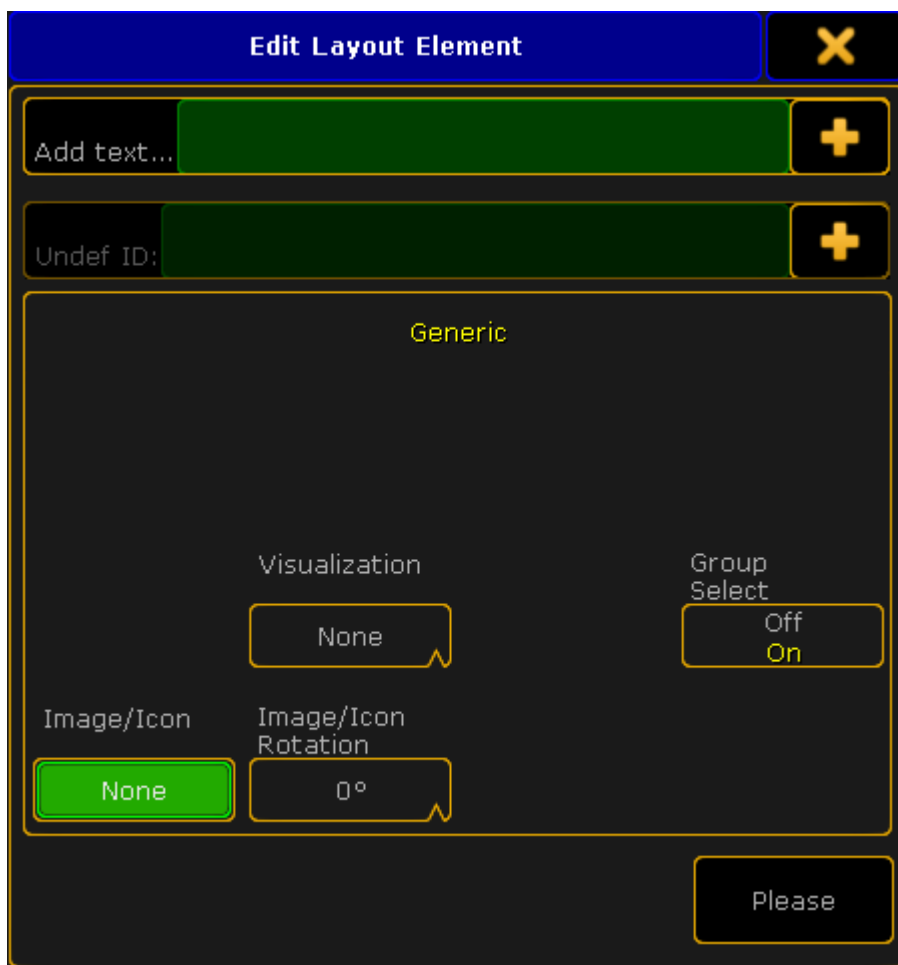 Edit Layout Element
Add text...
Undef ID:
Generic
Visualization
Group
Select
None
Off
On
Image/Icon
Image/Icon
Rotation
None
0°
Please